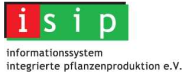 isip
informationssystem
integrierte pflanzenproduktion e.V.